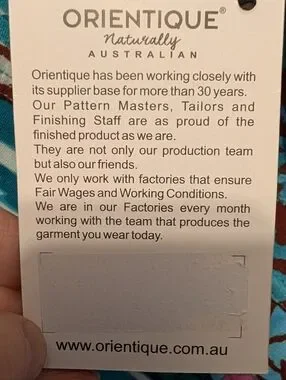 ORIENTIQUE®
Naturally
AUSTRALIAN
Orientique has been working closely with
its supplier base for more than 30 years.
Our Pattern Masters, Tailors and
Finishing Staff are as proud of the
finished product as we are.
They are not only our production team
but also our friends.
We only work with factories that ensure
Fair Wages and Working Conditions.
We are in our Factories every month
working with the team that produces the
garment you wear today.
www.orientique.com.au